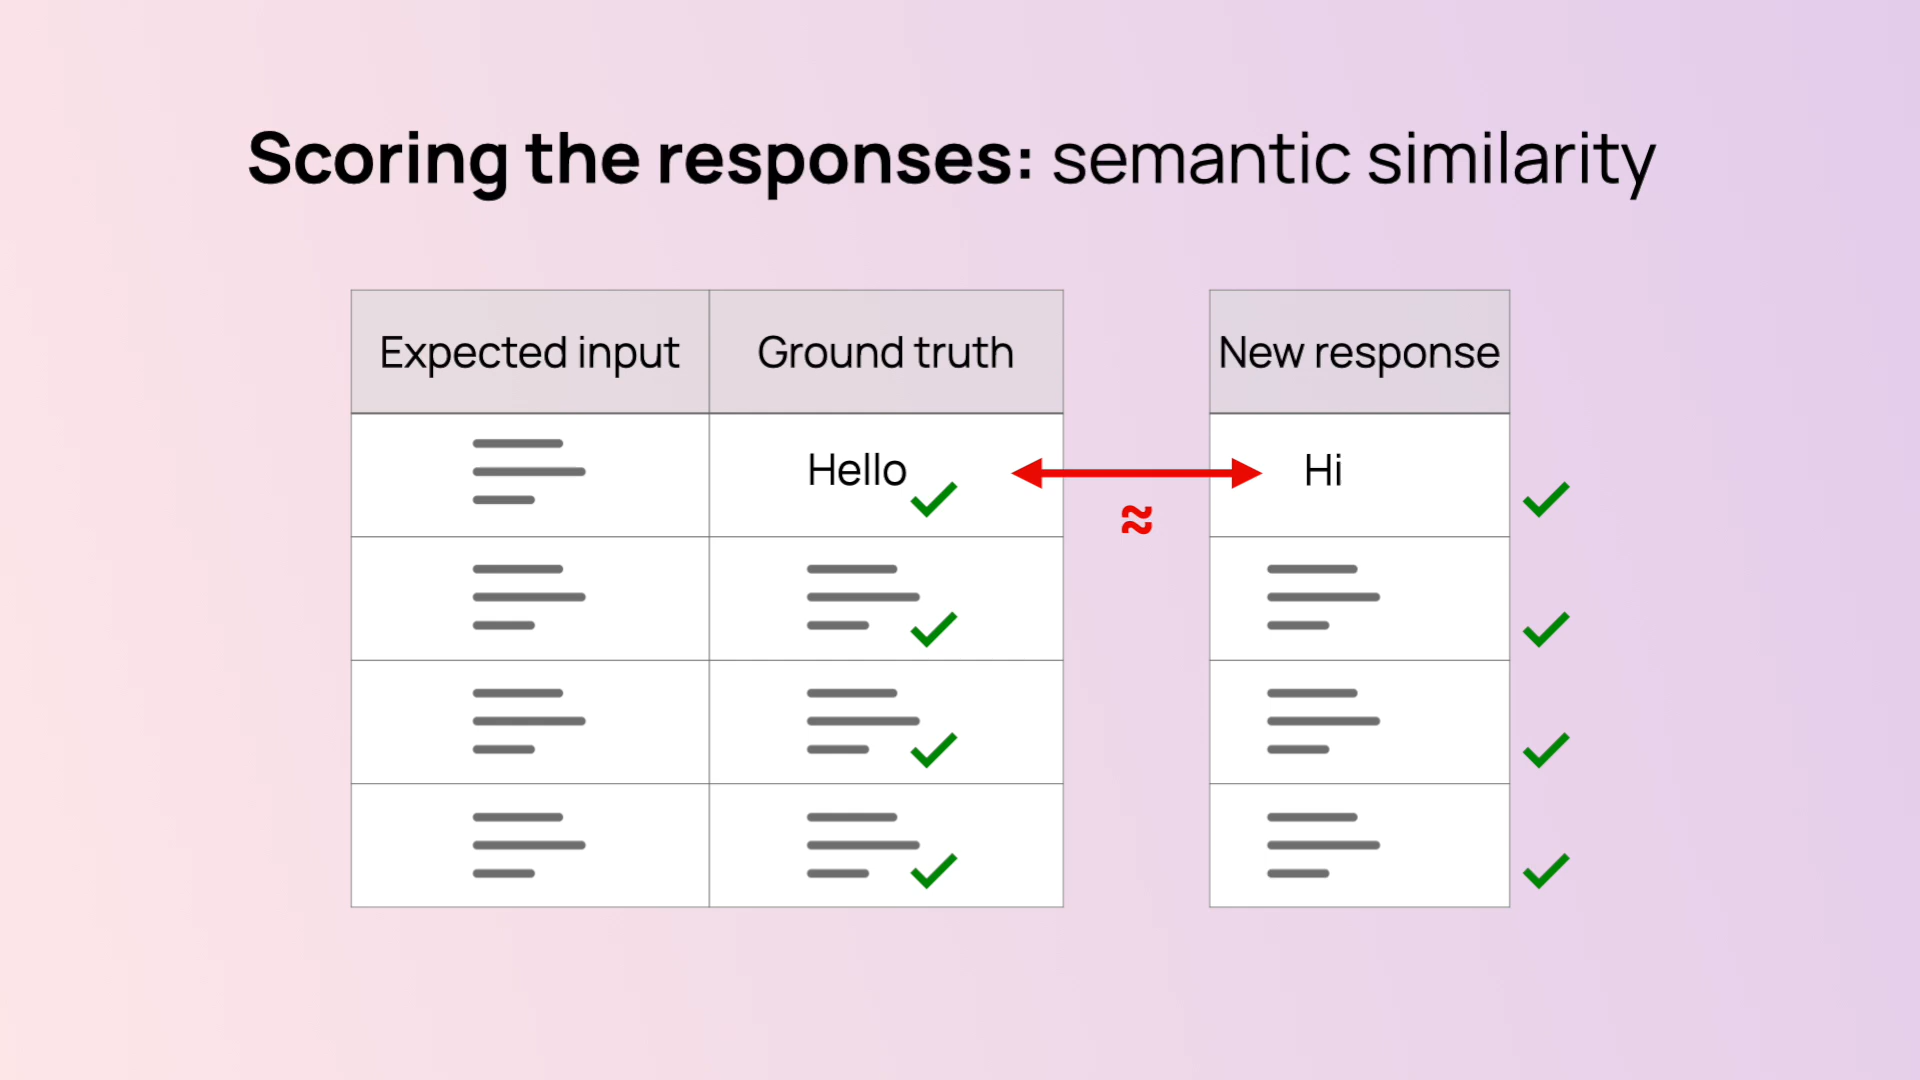 Scoring the responses: semantic similarity
Expected input
Ground truth
New response
Hello
≈
Hi